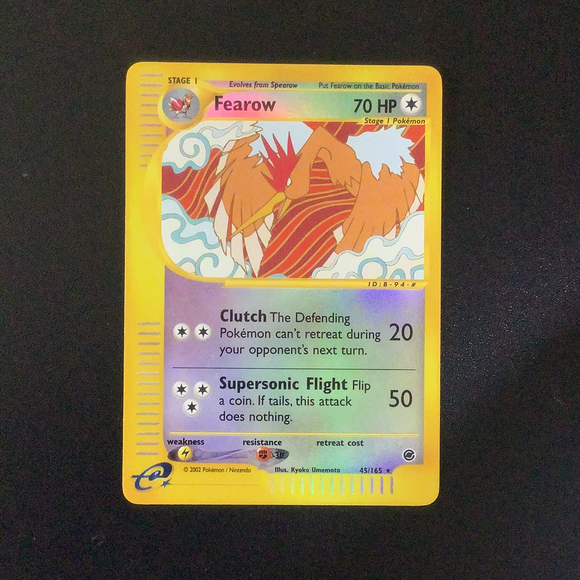 STAGE 1 Evolves from Spearow Put Fearow on the Basic Pokémon
Fearow 70 HP
Stage 1 Pokémon
ID:B-94-#
Clutch The Defending
Pokémon can't retreat during 20
your opponent's next turn.
Supersonic Flight Flip
a coin. If tails, this attack 50
does nothing.
weakness resistance retreat cost
-30
© 2002 Pokémon / Nintendo Illus. Kyoko Umemoto 45/165 ★
e